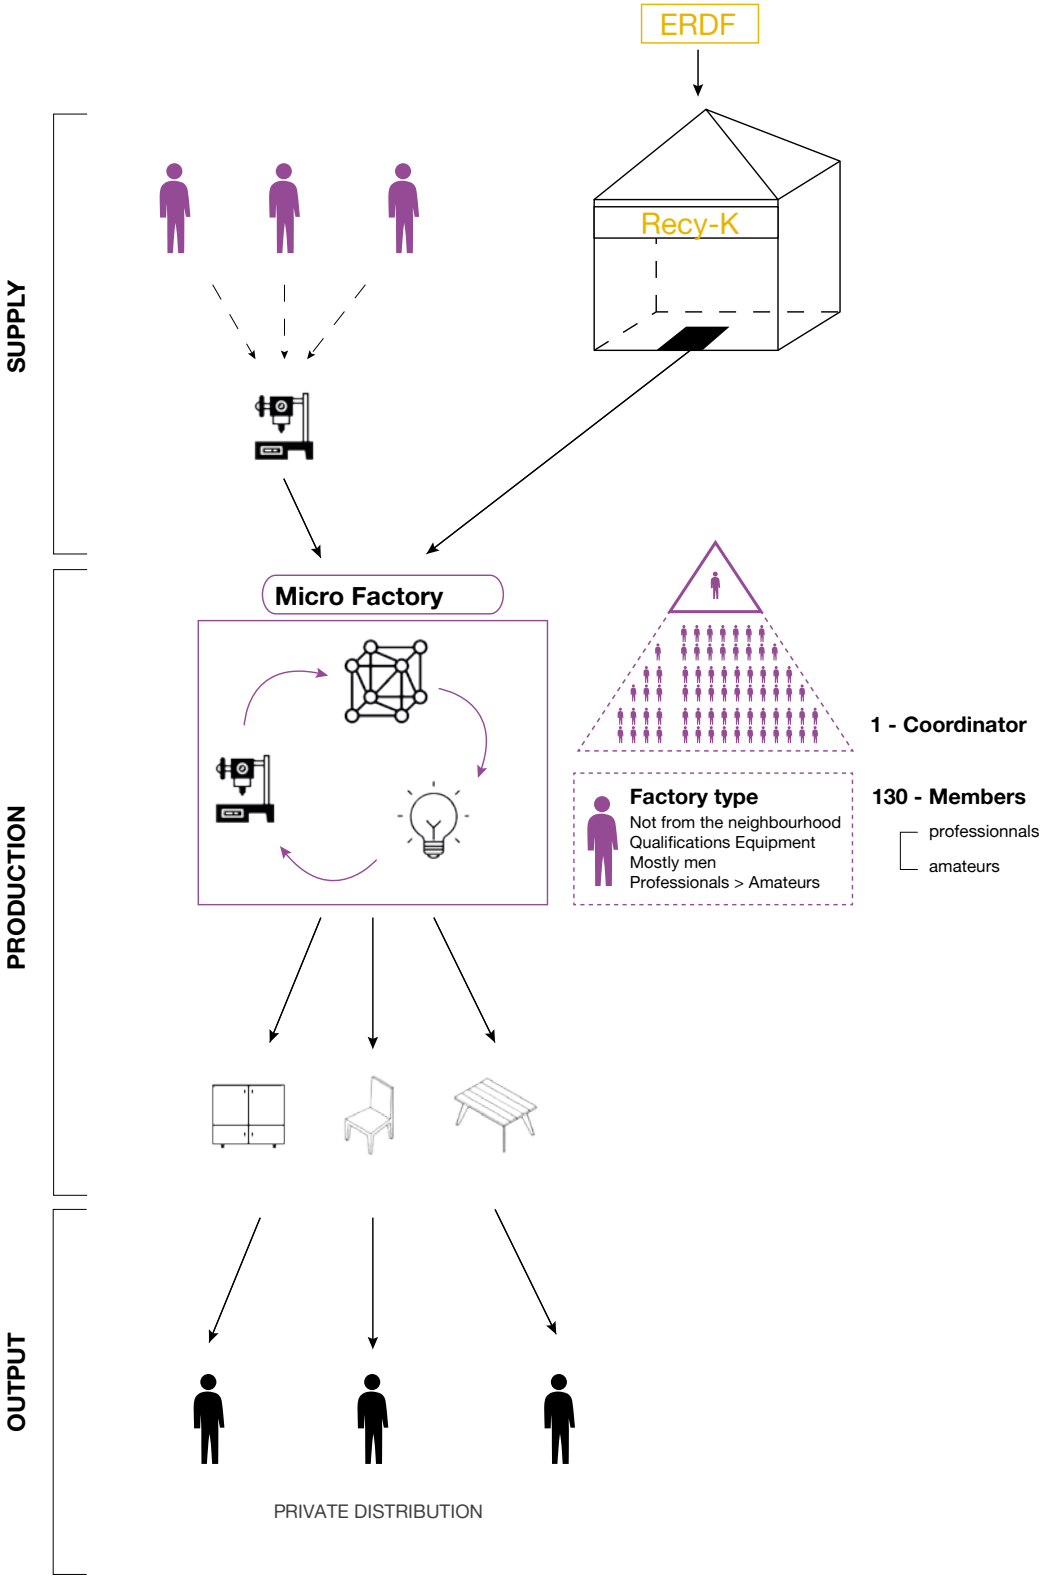 ERDF
Recy-K
SUPPLY
Micro Factory
1 - Coordinator
PRODUCTION
Factory type
Not from the neighbourhood
Qualifications Equipment
Mostly men
Professionals > Amateurs
130 - Members
professionnals
amateurs
OUTPUT
PRIVATE DISTRIBUTION